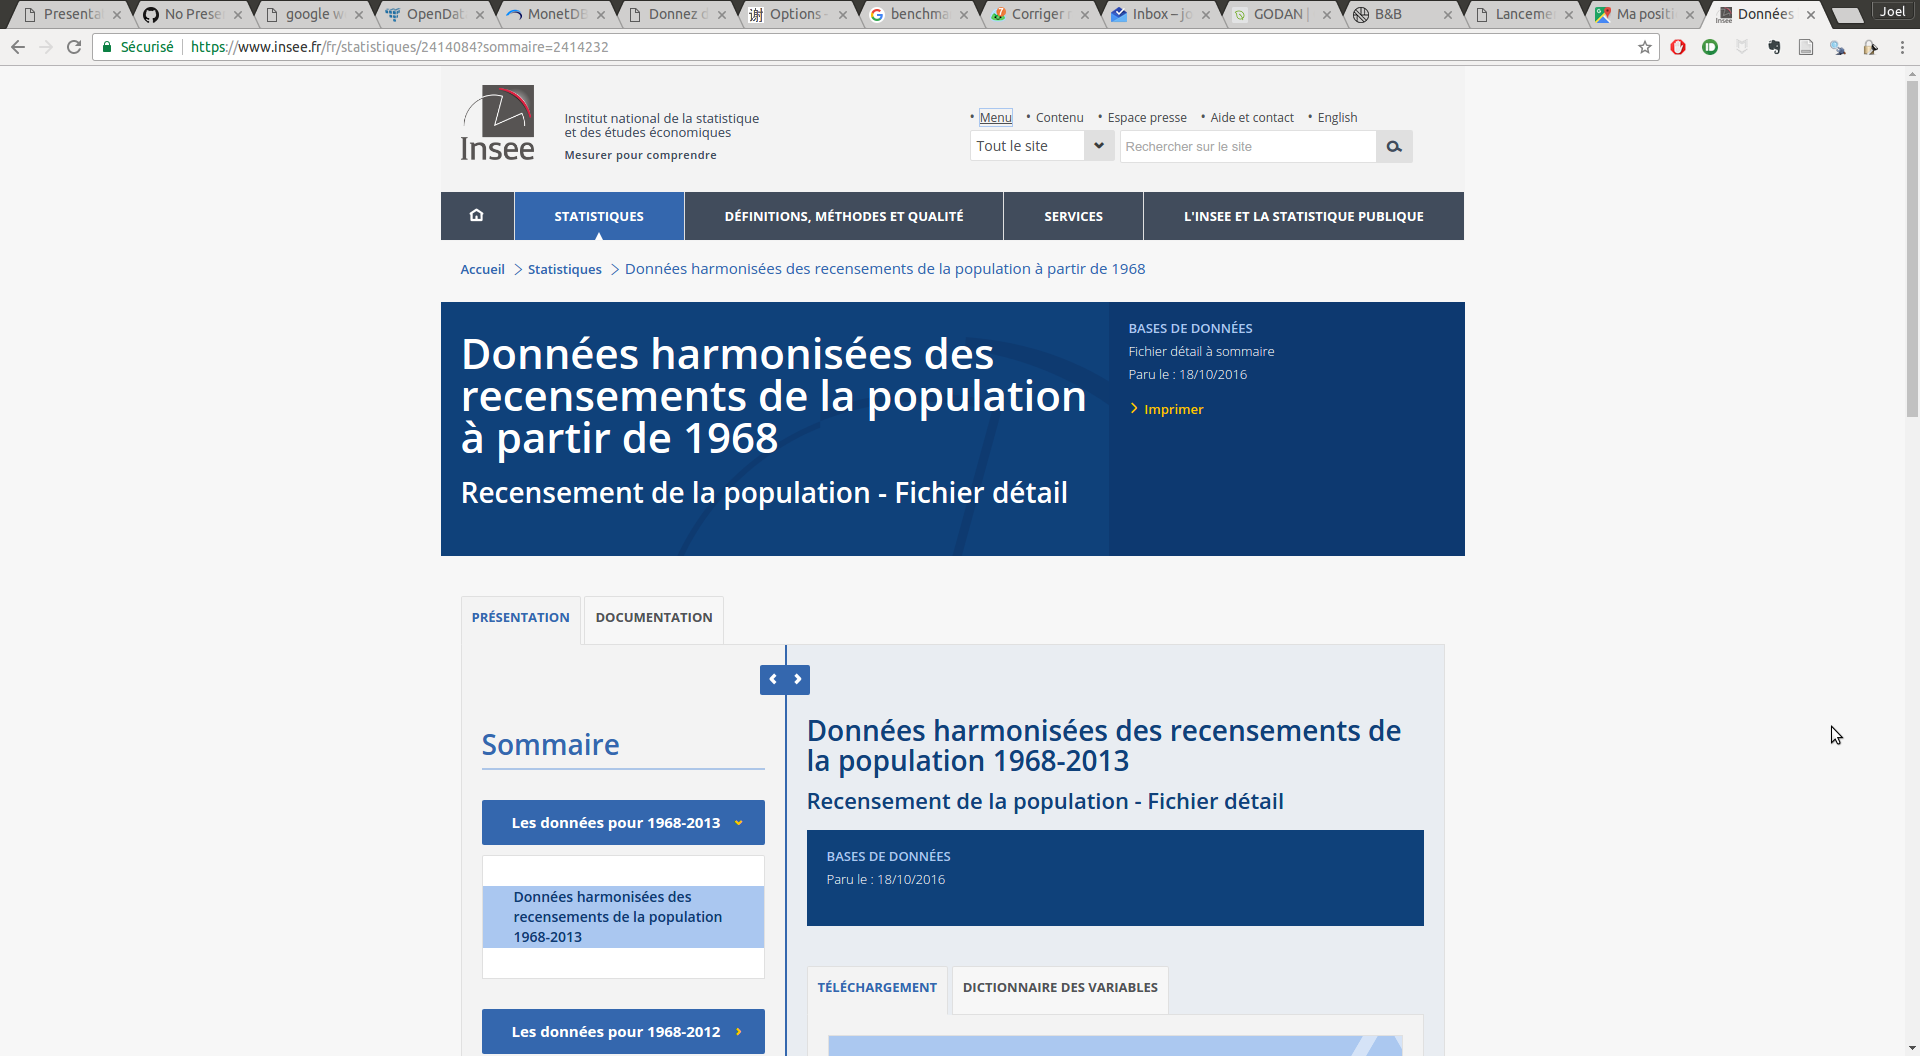 Presenta
No Prese
google w
OpenDat
MonetDB
Donnez d
谢
Options -
benchma
Corriger
Inbox – jo
GODAN |
B&B
Lanceme
Ma positi
Données
Joel
Sécurisé
https://www.insee.fr/fr/statistiques/2414084?sommaire=2414232
Insee
Institut national de la statistique
et des études économiques
Mesurer pour comprendre
Menu
Contenu
Espace presse
Aide et contact
English
Tout le site
Rechercher sur le site
STATISTIQUES
DÉFINITIONS, MÉTHODES ET QUALITÉ
SERVICES
L'INSEE ET LA STATISTIQUE PUBLIQUE
Accueil
Statistiques
Données harmonisées des recensements de la population à partir de 1968
Données harmonisées des
recensements de la population
à partir de 1968
Recensement de la population - Fichier détail
BASES DE DONNÉES
Fichier détail à sommaire
Paru le : 18/10/2016
Imprimer
PRÉSENTATION
DOCUMENTATION
Sommaire
Les données pour 1968-2013
Données harmonisées des
recensements de la population
1968-2013
Les données pour 1968-2012
Données harmonisées des recensements de
la population 1968-2013
Recensement de la population - Fichier détail
BASES DE DONNÉES
Paru le : 18/10/2016
TÉLÉCHARGEMENT
DICTIONNAIRE DES VARIABLES